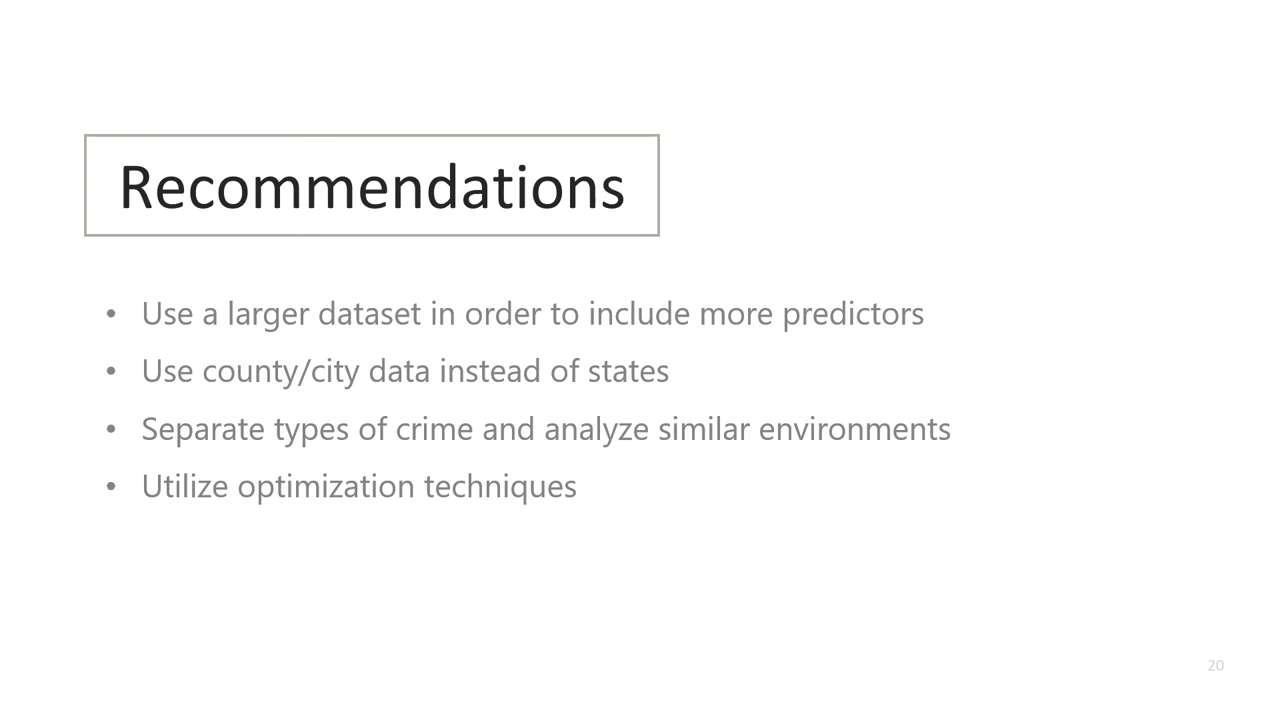 Recommendations
• Use a larger dataset in order to include more predictors
• Use county/city data instead of states
• Separate types of crime and analyze similar environments
• Utilize optimization techniques
20